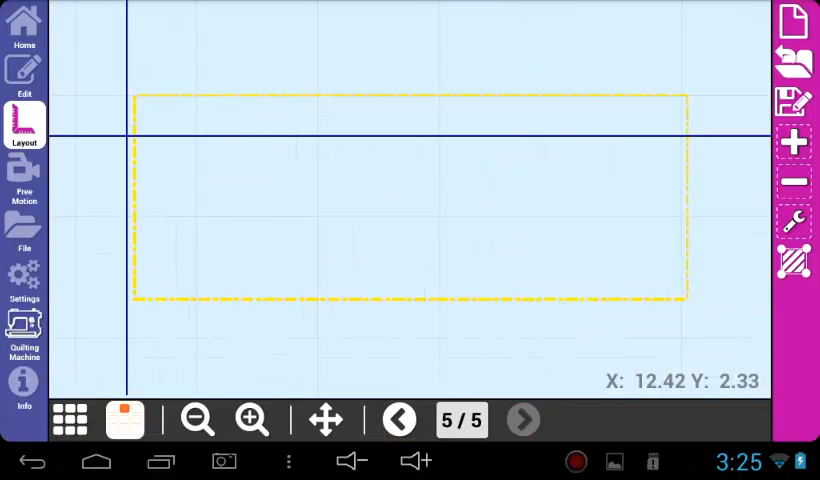 Home
Edit
Layout
Free
Motion
File
Settings
Quilting
Machine
Info
X: 12.42 Y: 2.33
5 / 5
3:25